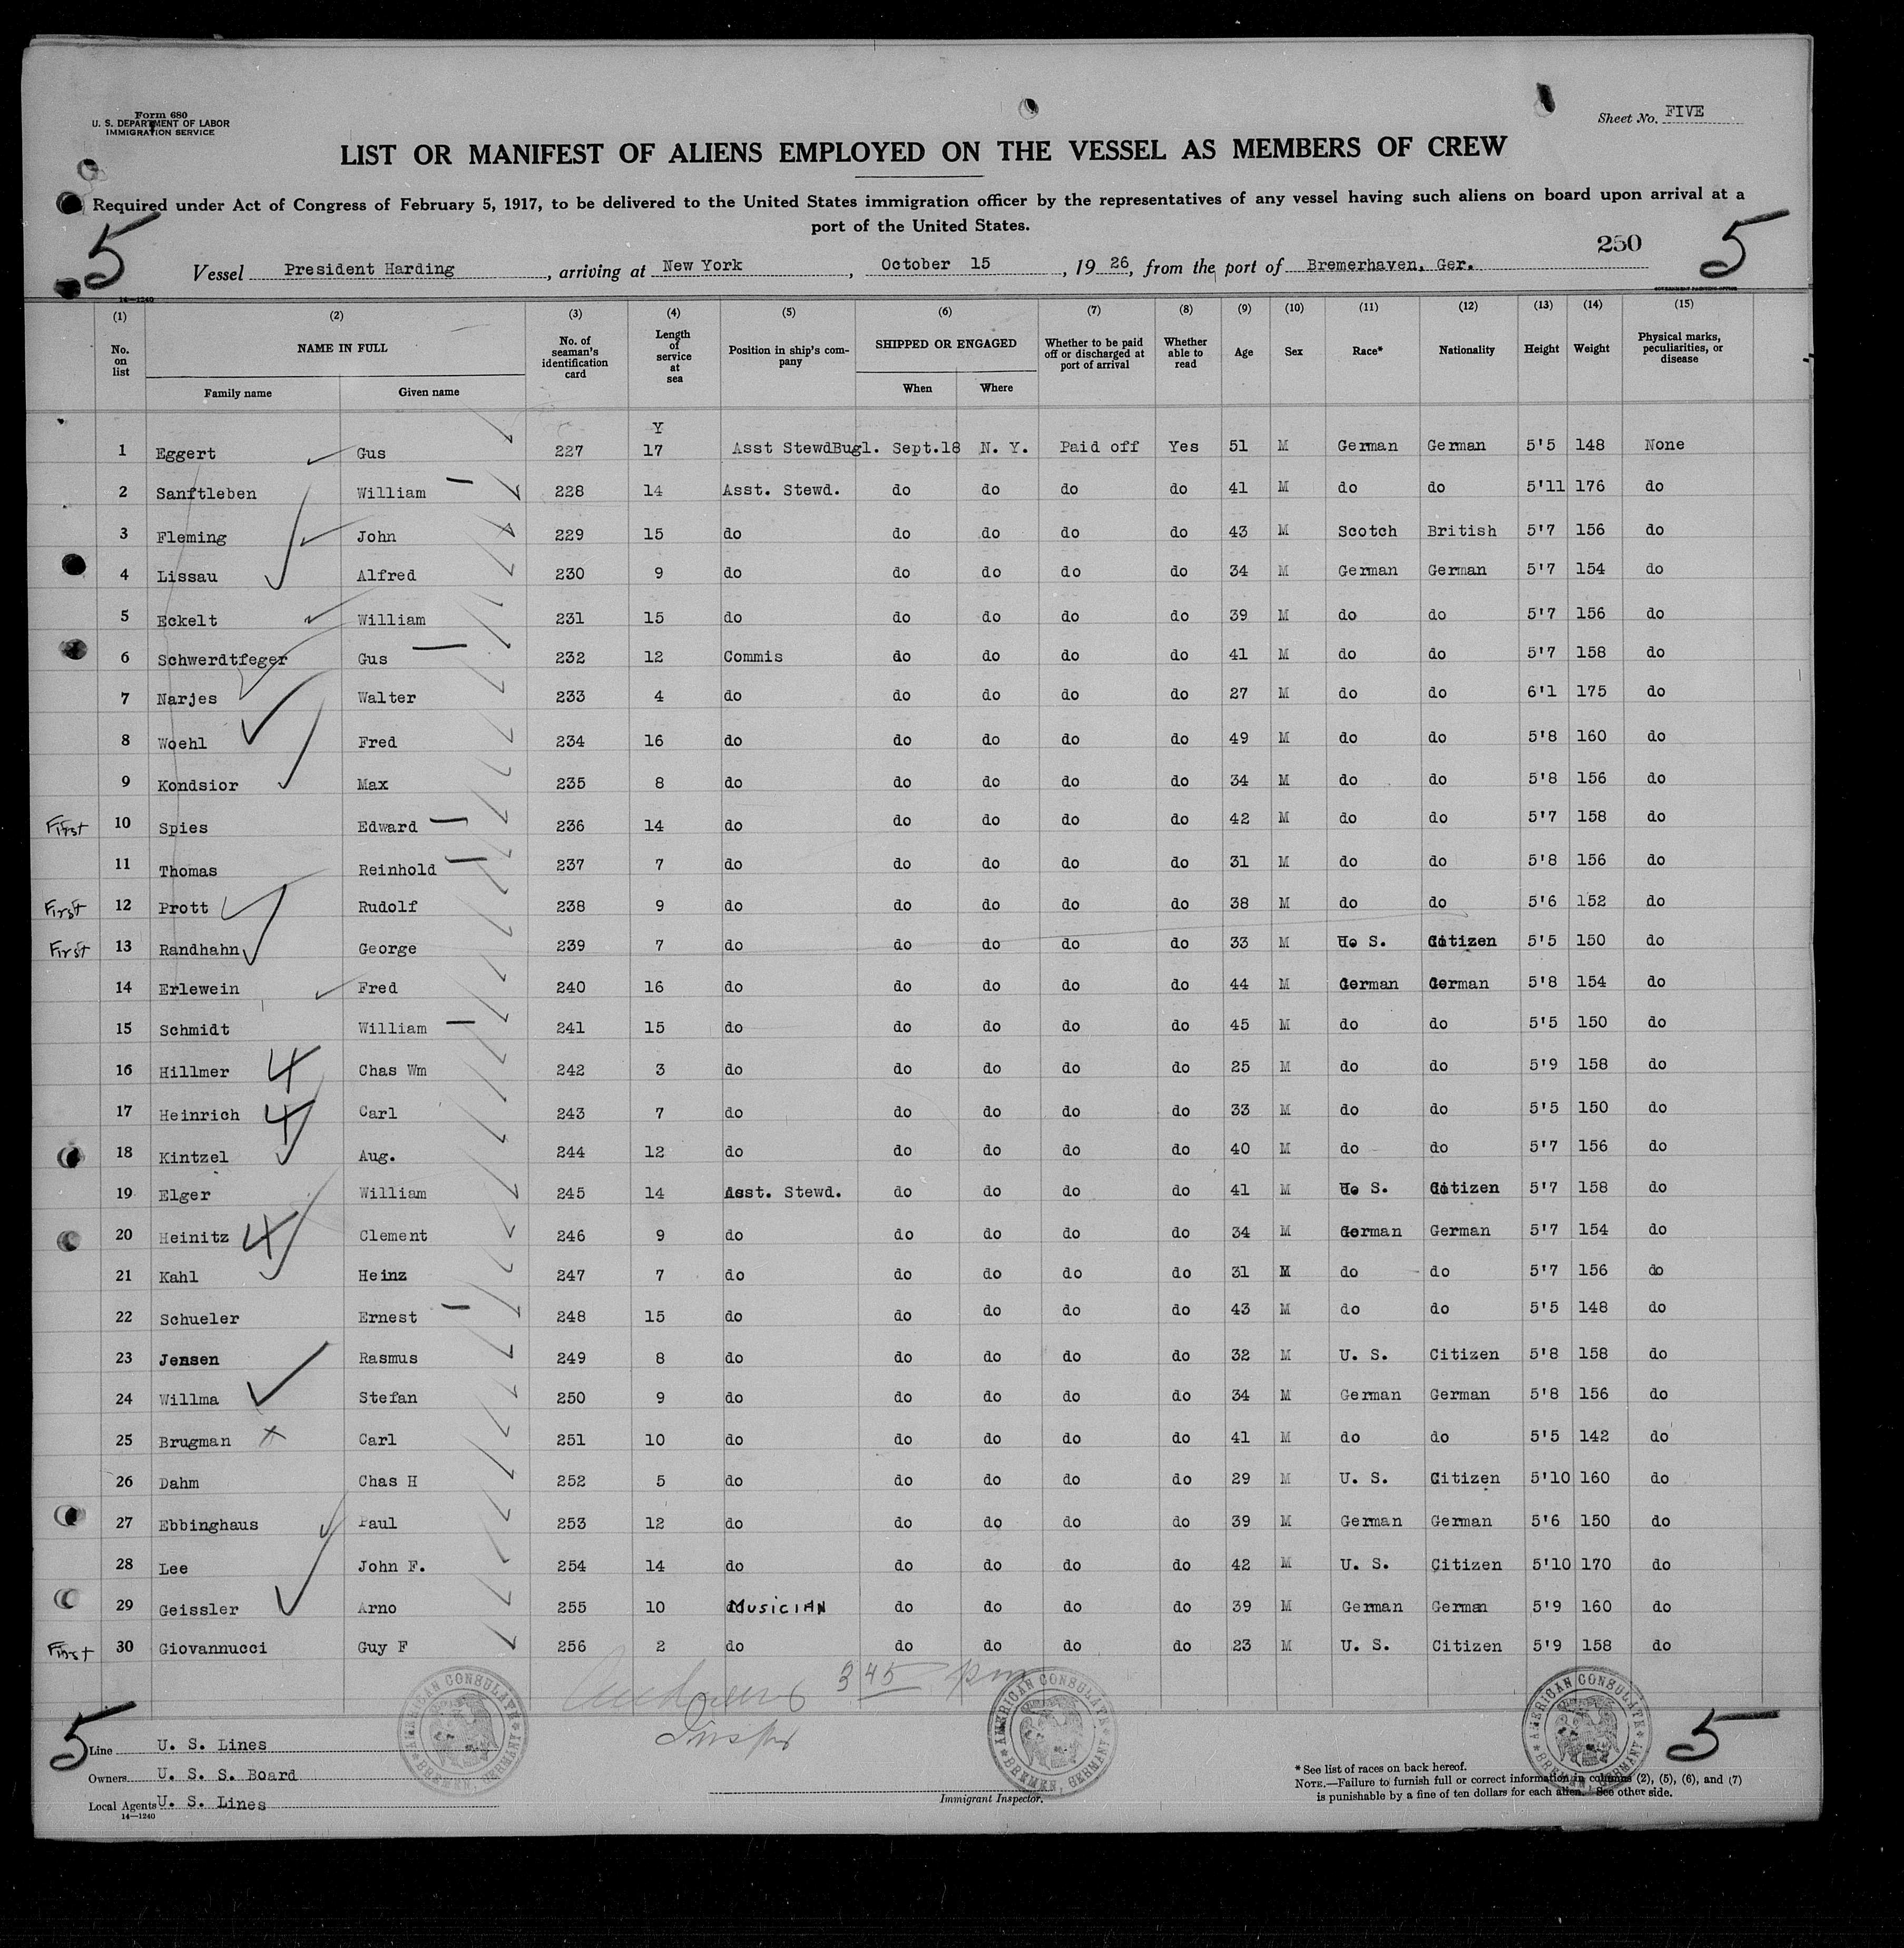 Form 680
U. S. DEPARTMENT OF LABOR
IMMIGRATION SERVICE
Sheet No. FIVE
LIST OR MANIFEST OF ALIENS EMPLOYED ON THE VESSEL AS MEMBERS OF CREW
Required under Act of Congress of February 5, 1917, to be delivered to the United States immigration officer by the representatives of any vessel having such aliens on board upon arrival at a
port of the United States.
5 250 5
Vessel President Harding, arriving at New York, October 15, 1926, from the port of Bremerhaven, Ger.
14—1240 GOVERNMENT PRINTING OFFICE
(1) (2) (3) (4) (5) (6) (7) (8) (9) (10) (11) (12) (13) (14) (15)
No. on list NAME IN FULL Family name Given name No. of seaman's identification card Length of service at sea Position in ship's company SHIPPED OR ENGAGED When Where Whether to be paid off or discharged at port of arrival Whether able to read Age Sex Race* Nationality Height Weight Physical marks, peculiarities, or disease
Y
1 Eggert Gus 227 17 Asst StewdBugl. Sept.18 N. Y. Paid off Yes 51 M German German 5'5 148 None
2 Sanftleben William 228 14 Asst. Stewd. do do do do 41 M do do 5'11 176 do
3 Fleming John 229 15 do do do do do 43 M Scotch British 5'7 156 do
4 Lissau Alfred 230 9 do do do do do 34 M German German 5'7 154 do
5 Eckelt William 231 15 do do do do do 39 M do do 5'7 156 do
6 Schwerdtfeger Gus 232 12 Commis do do do do 41 M do do 5'7 158 do
7 Narjes Walter 233 4 do do do do do 27 M do do 6'1 175 do
8 Woehl Fred 234 16 do do do do do 49 M do do 5'8 160 do
9 Kondsior Max 235 8 do do do do do 34 M do do 5'8 156 do
First 10 Spies Edward 236 14 do do do do do 42 M do do 5'7 158 do
11 Thomas Reinhold 237 7 do do do do do 31 M do do 5'8 156 do
First 12 Prott Rudolf 238 9 do do do do do 38 M do do 5'6 152 do
First 13 Randhahn George 239 7 do do do do do 33 M U. S. Citizen 5'5 150 do
14 Erlewein Fred 240 16 do do do do do 44 M German German 5'8 154 do
15 Schmidt William 241 15 do do do do do 45 M do do 5'5 150 do
16 Hillmer 4 Chas Wm 242 3 do do do do do 25 M do do 5'9 158 do
17 Heinrich 4 Carl 243 7 do do do do do 33 M do do 5'5 150 do
18 Kintzel Aug. 244 12 do do do do do 40 M do do 5'7 156 do
19 Elger William 245 14 Asst. Stewd. do do do do 41 M U. S. Citizen 5'7 158 do
20 Heinitz 4 Clement 246 9 do do do do do 34 M German German 5'7 154 do
21 Kahl Heinz 247 7 do do do do do 31 M do do 5'7 156 do
22 Schueler Ernest 248 15 do do do do do 43 M do do 5'5 148 do
23 Jensen Rasmus 249 8 do do do do do 32 M U. S. Citizen 5'8 158 do
24 Willma Stefan 250 9 do do do do do 34 M German German 5'8 156 do
25 Brugman x Carl 251 10 do do do do do 41 M do do 5'5 142 do
26 Dahm Chas H 252 5 do do do do do 29 M U. S. Citizen 5'10 160 do
27 Ebbinghaus Paul 253 12 do do do do do 39 M German German 5'6 150 do
28 Lee John F. 254 14 do do do do do 42 M U. S. Citizen 5'10 170 do
29 Geissler Arno 255 10 MUSICIAN do do do do 39 M German German 5'9 160 do
First 30 Giovannucci Guy F 256 2 do do do do do 23 M U. S. Citizen 5'9 158 do
345 pm
Inspr
AMERICAN CONSULATE BREMEN, GERMANY
AMERICAN CONSULATE BREMEN, GERMANY
AMERICAN CONSULATE BREMEN, GERMANY
5 5
Line U. S. Lines
Owners U. S. S. Board
Local Agents U. S. Lines
14—1240
Immigrant Inspector.
* See list of races on back hereof.
NOTE.—Failure to furnish full or correct information in columns (2), (5), (6), and (7)
is punishable by a fine of ten dollars for each alien. See other side.